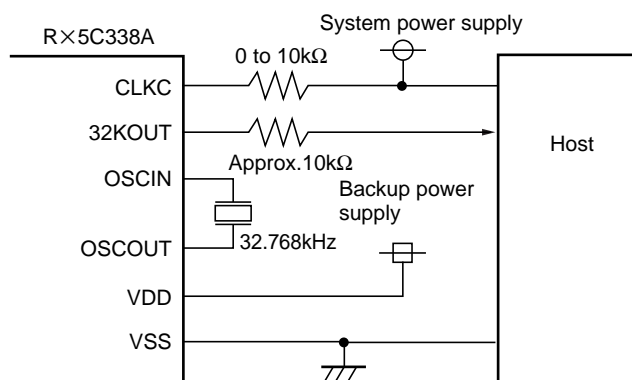 System power supply
R×5C338A
0 to 10kΩ
CLKC
32KOUT
Host
Approx.10kΩ
OSCIN
Backup power
supply
OSCOUT
32.768kHz
VDD
VSS